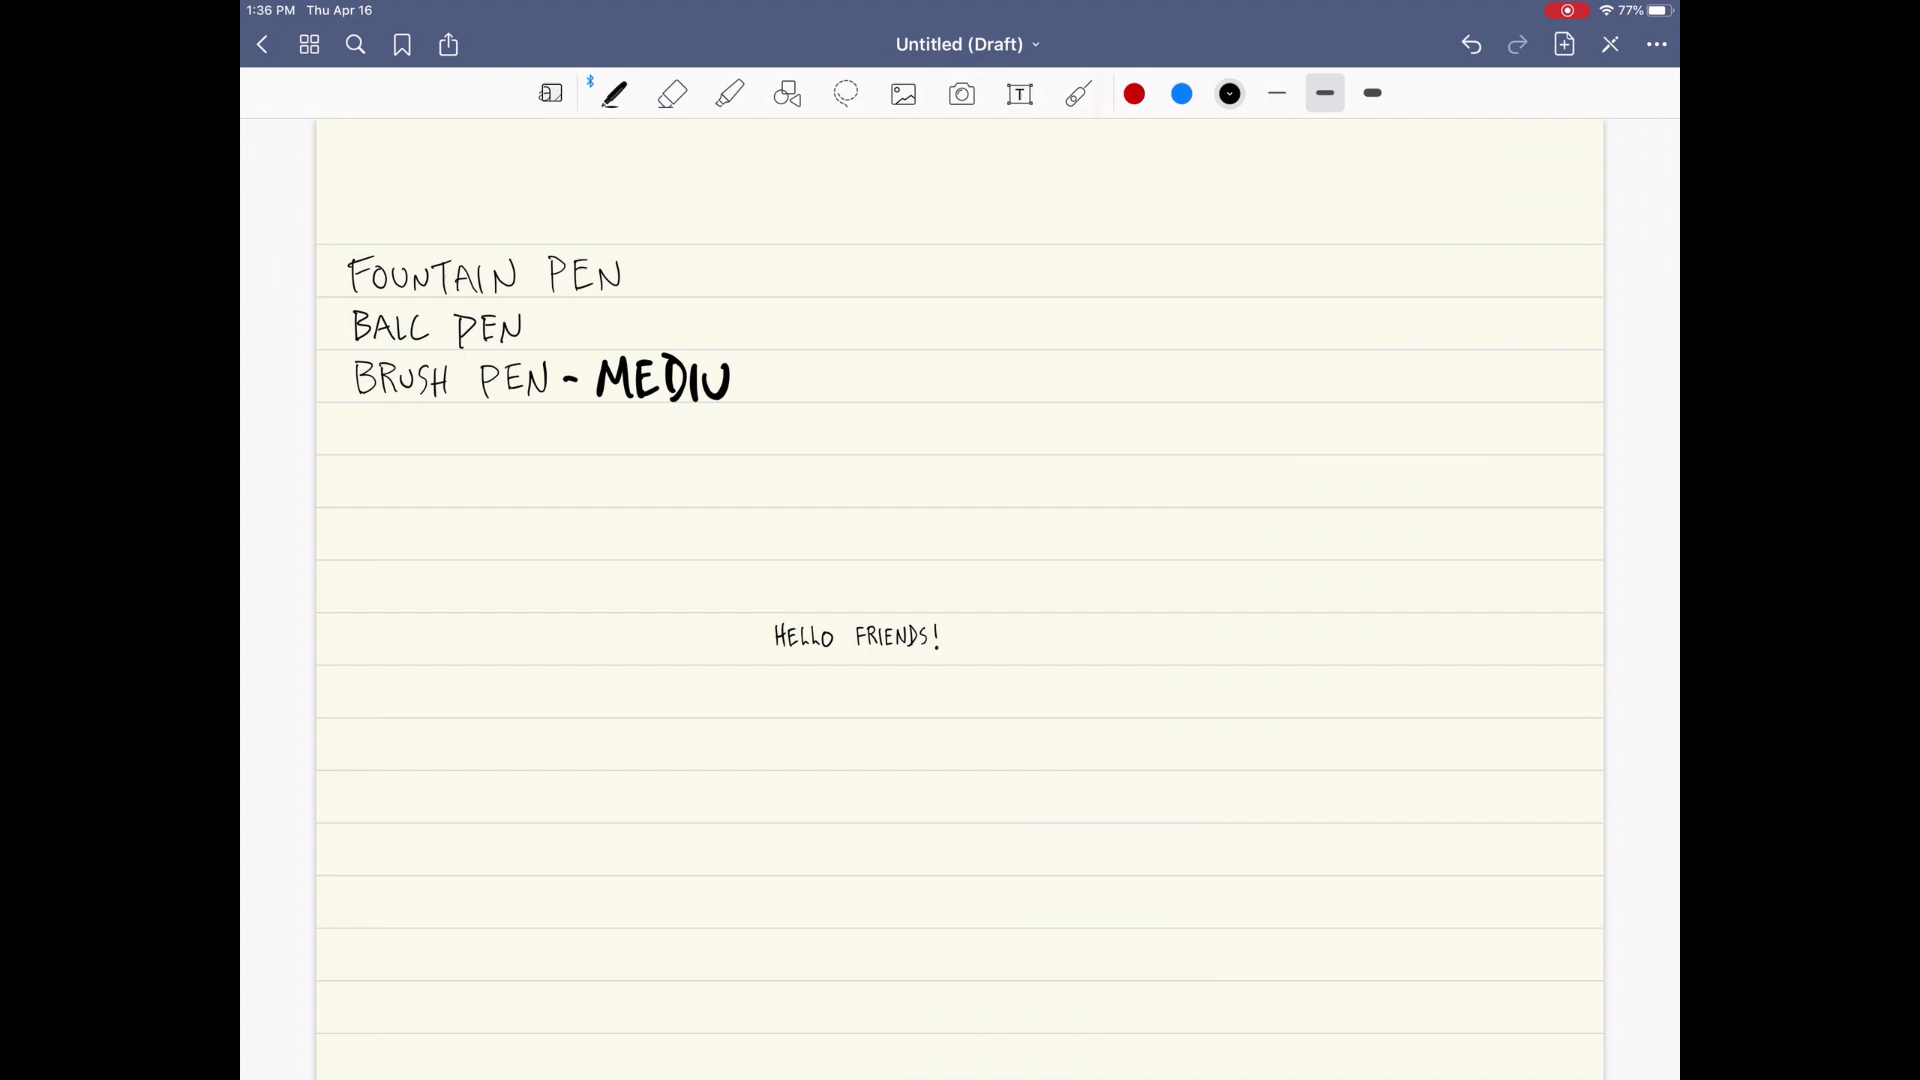 1:36 PM Thu Apr 16
77%
Untitled (Draft)
T
FOUNTAIN PEN
BALL PEN
BRUSH PEN - MEDIU
HELLO FRIENDS!